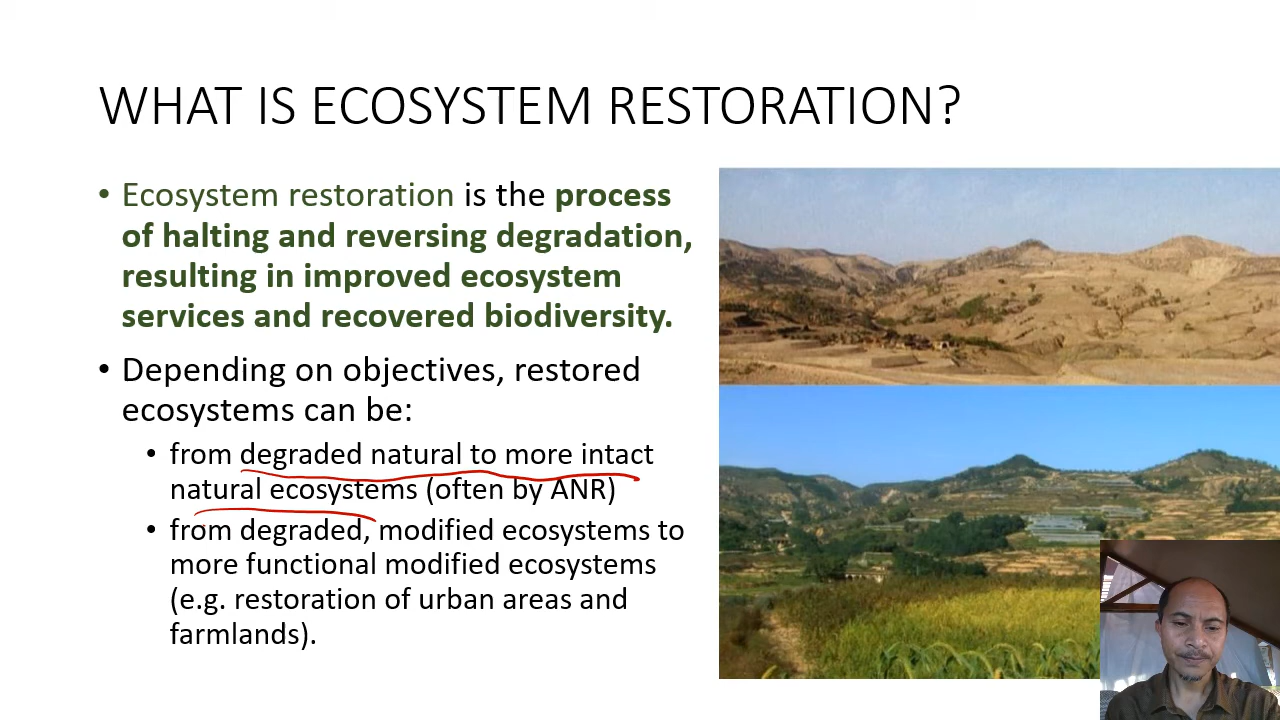 WHAT IS ECOSYSTEM RESTORATION?
• Ecosystem restoration is the process
of halting and reversing degradation,
resulting in improved ecosystem
services and recovered biodiversity.
• Depending on objectives, restored
ecosystems can be:
• from degraded natural to more intact
natural ecosystems (often by ANR)
• from degraded, modified ecosystems to
more functional modified ecosystems
(e.g. restoration of urban areas and
farmlands).